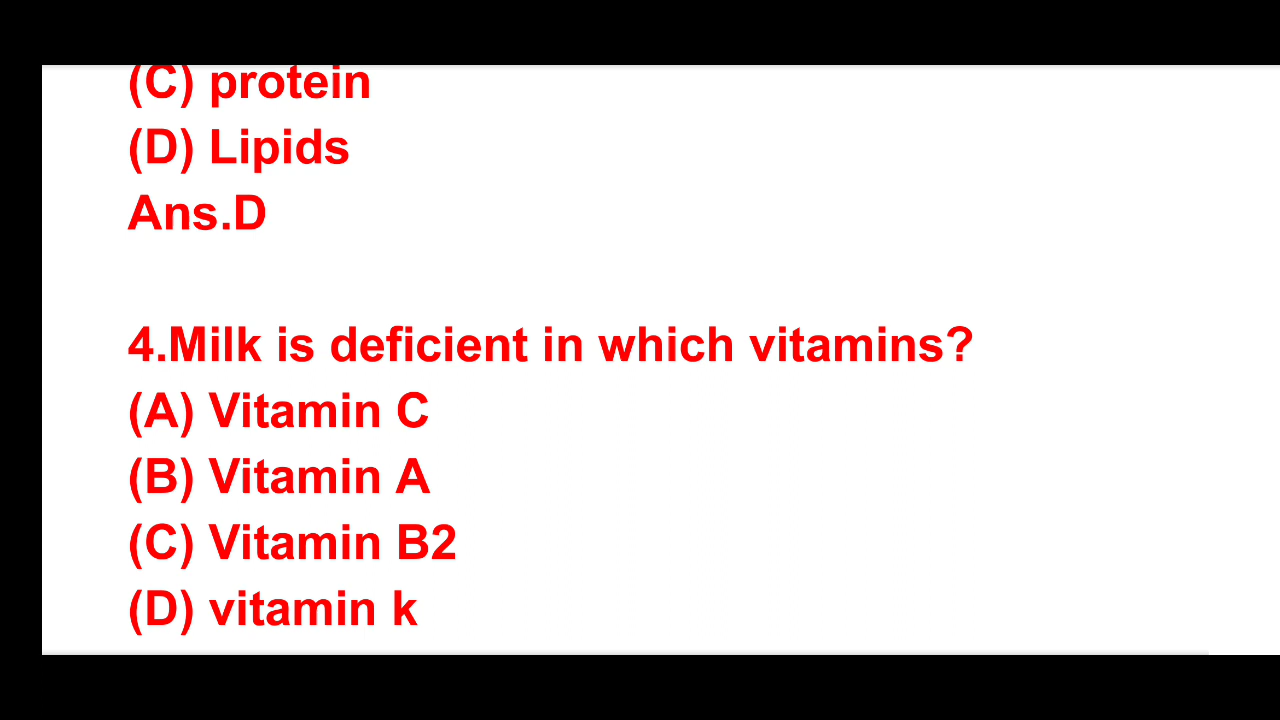 (C) protein
(D) Lipids
Ans.D
4.Milk is deficient in which vitamins?
(A) Vitamin C
(B) Vitamin A
(C) Vitamin B2
(D) vitamin k